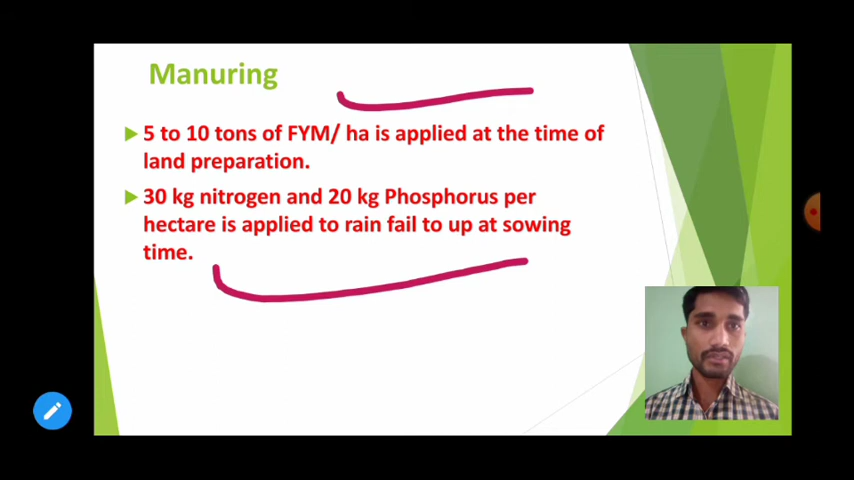 Manuring
5 to 10 tons of FYM/ ha is applied at the time of
land preparation.
30 kg nitrogen and 20 kg Phosphorus per
hectare is applied to rain fail to up at sowing
time.